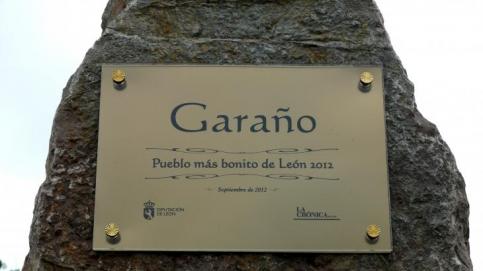 Garaño
Pueblo más bonito de León 2012
Septiembre de 2012
DIPUTACIÓN
DE LEÓN
LA
CRÓNICA